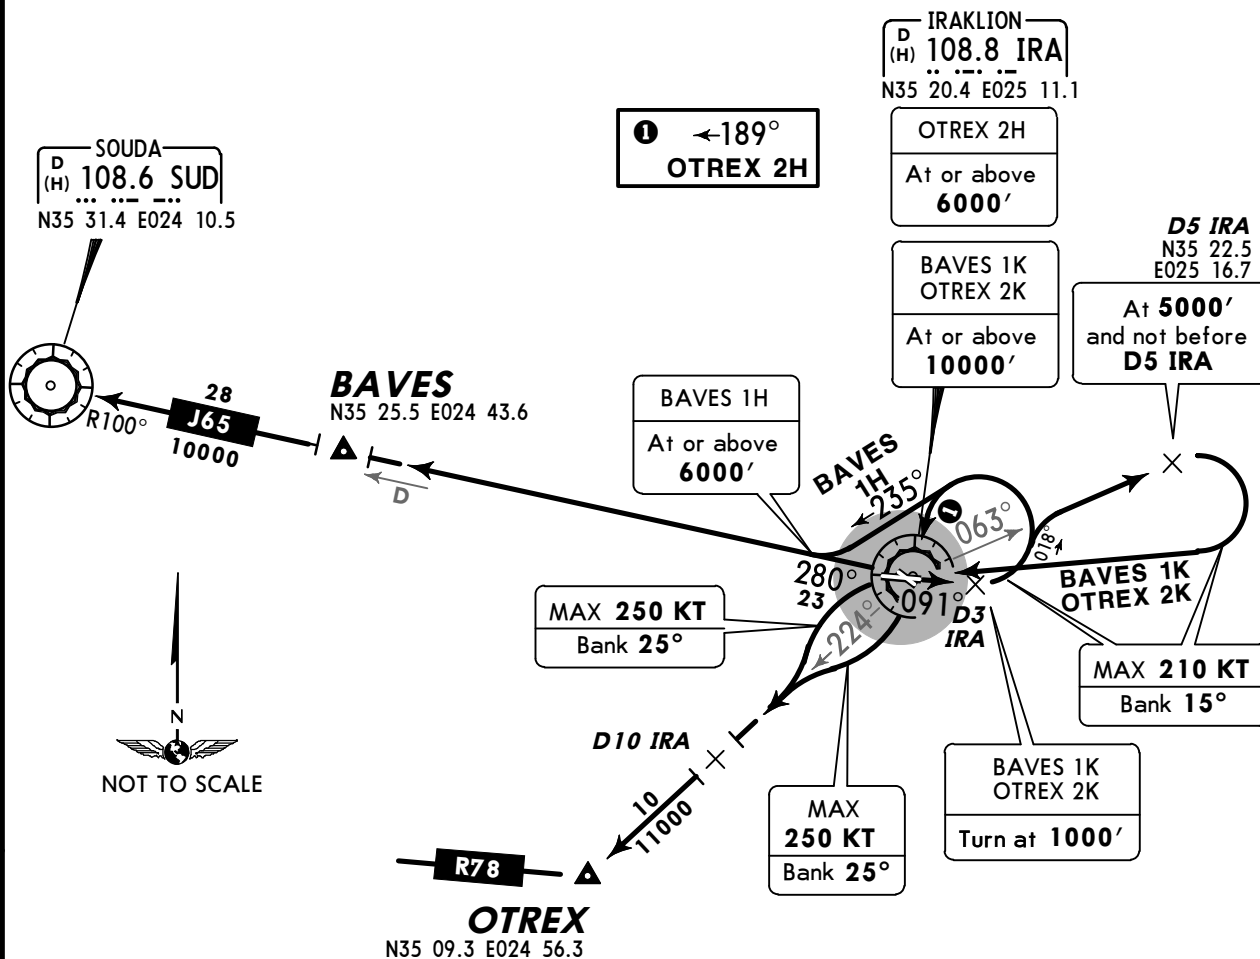 IRAKLION
D
(H) 108.8 IRA
N35 20.4 E025 11.1
1 189°
OTREX 2H
OTREX 2H
At or above
6000'
SOUDA
D
(H) 108.6 SUD
N35 31.4 E024 10.5
D5 IRA
N35 22.5
E025 16.7
BAVES 1K
OTREX 2K
At or above
10000'
At 5000'
and not before
D5 IRA
BAVES
N35 25.5 E024 43.6
28
J65
10000
R100°
D
BAVES 1H
At or above
6000'
BAVES
1H
235°
1
063°
018°
BAVES 1K
OTREX 2K
280°
23
091°
D3
IRA
224°
MAX 250 KT
Bank 25°
MAX 210 KT
Bank 15°
N
NOT TO SCALE
D10 IRA
10
11000
MAX
250 KT
Bank 25°
BAVES 1K
OTREX 2K
Turn at 1000'
R78
OTREX
N35 09.3 E024 56.3